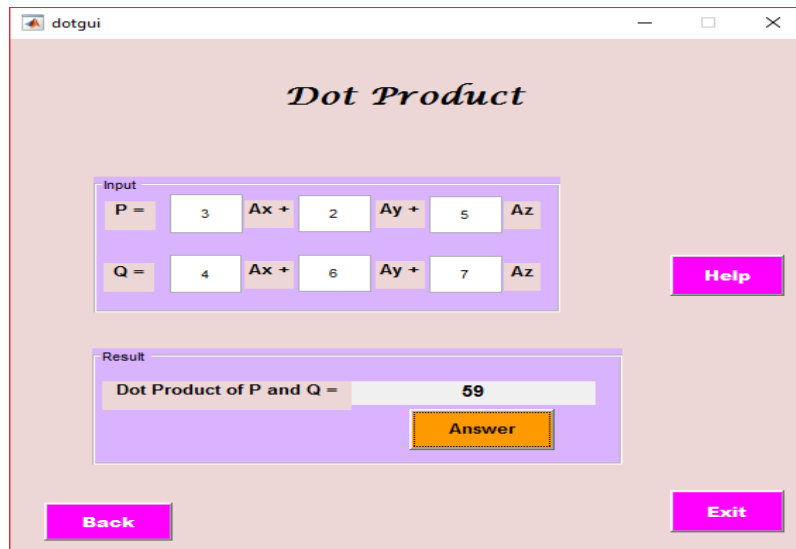 dotgui
Dot Product
Input
P = 3 Ax + 2 Ay + 5 Az
Q = 4 Ax + 6 Ay + 7 Az
Help
Result
Dot Product of P and Q = 59
Answer
Back
Exit